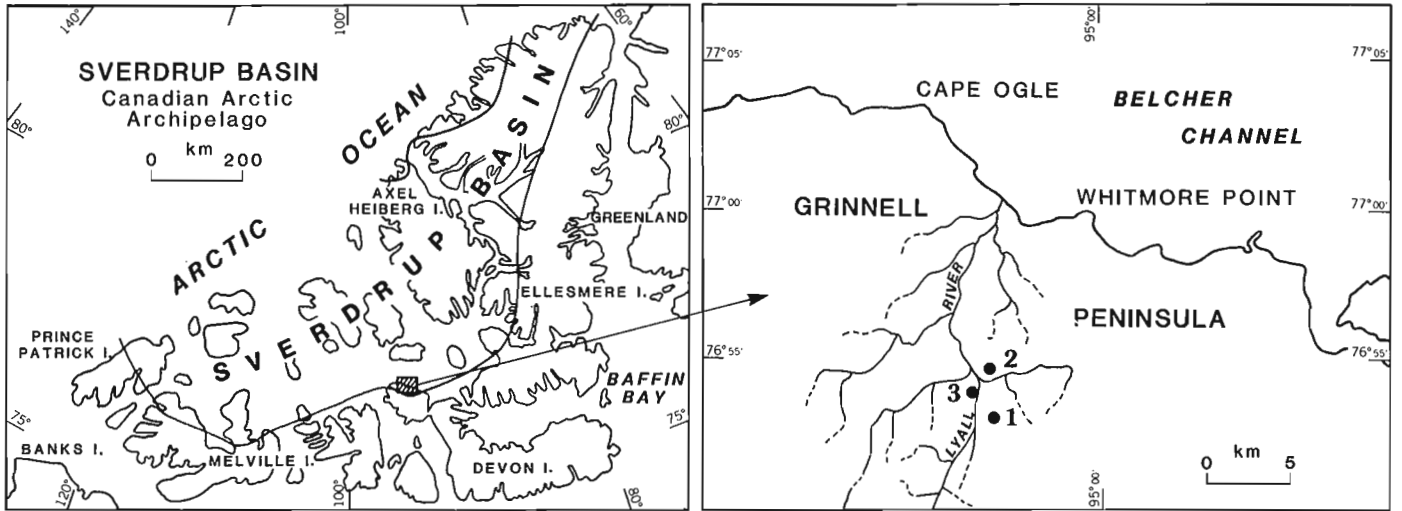 140°
100°
60°
SVERDRUP BASIN
Canadian Arctic
Archipelago
km
0 200
80°
80°
ARCTIC OCEAN
SVERDRUP BASIN
AXEL
HEIBERG I.
GREENLAND
ELLESMERE I.
PRINCE
PATRICK I.
BAFFIN
BAY
75°
75°
BANKS I.
MELVILLE I.
DEVON I.
120°
100°
80°
95°00'
77°05'
77°05'
CAPE OGLE
BELCHER
CHANNEL
WHITMORE POINT
77°00'
77°00'
GRINNELL
PENINSULA
RIVER
LYALL
76°55'
76°55'
2
3
1
km
0 5
95°00'